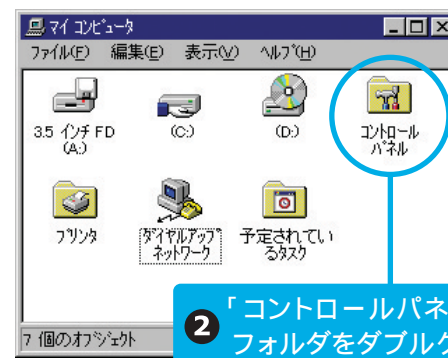 マイ コンピュータ
ファイル(F) 編集(E) 表示(V) ヘルプ(H)
3.5 インチ FD
(A:)
(C:)
(D:)
コントロール
パネル
プリンタ
ダイヤルアップ
ネットワーク
予定されてい
るタスク
❷「コントロールパネ
フォルダをダブルク
7 個のオブジェクト